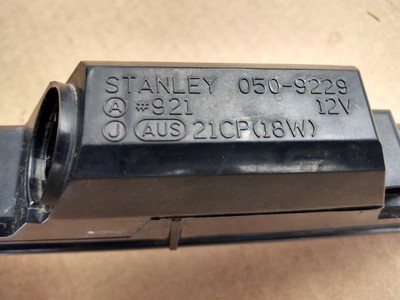 STANLEY 050-9229
Ⓐ #921 12V
Ⓙ AUS 21CP(18W)